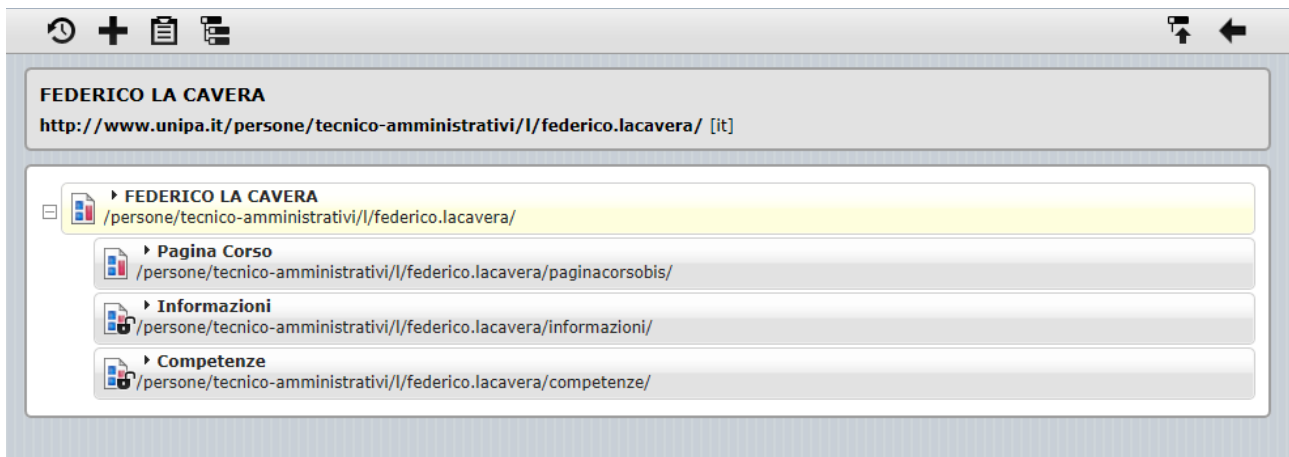 FEDERICO LA CAVERA
http://www.unipa.it/persone/tecnico-amministrativi/l/federico.lacavera/ [it]
FEDERICO LA CAVERA
/persone/tecnico-amministrativi/l/federico.lacavera/
Pagina Corso
/persone/tecnico-amministrativi/l/federico.lacavera/paginacorsobis/
Informazioni
/persone/tecnico-amministrativi/l/federico.lacavera/informazioni/
Competenze
/persone/tecnico-amministrativi/l/federico.lacavera/competenze/